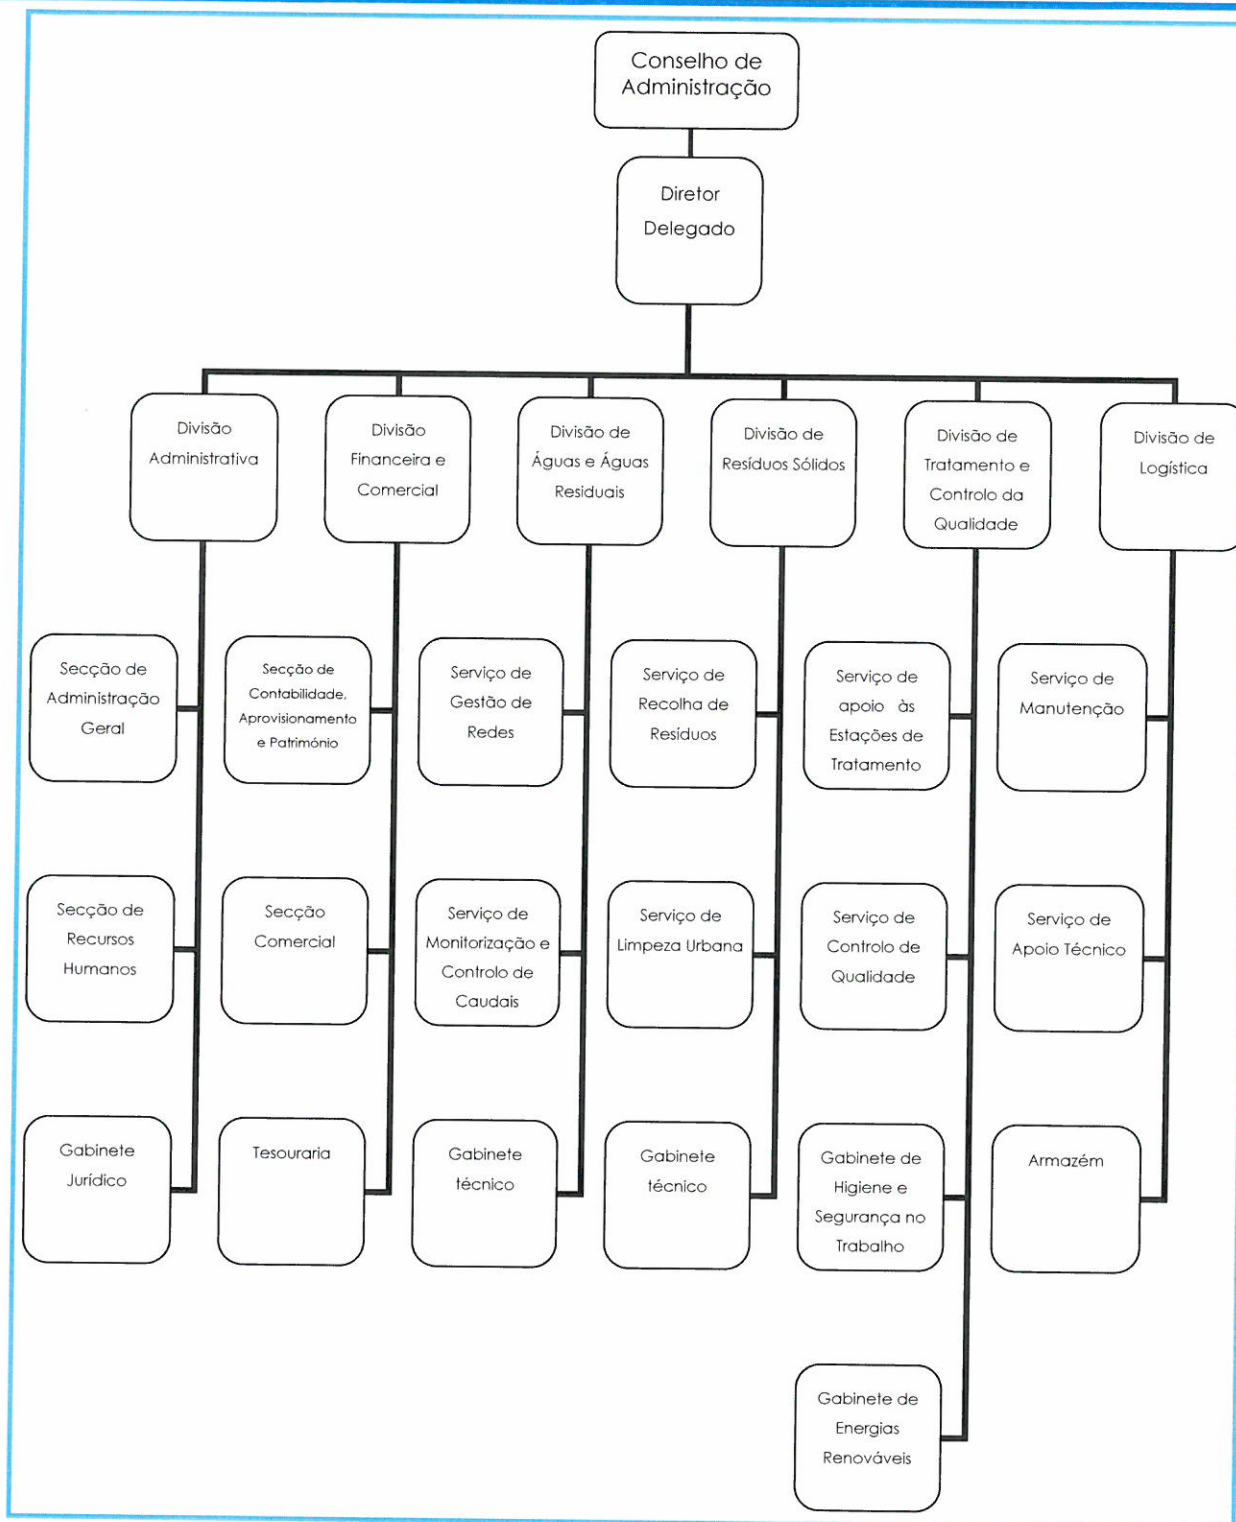 Conselho de
Administração
Diretor
Delegado
Divisão
Administrativa
Divisão
Financeira e
Comercial
Divisão de
Águas e Águas
Residuais
Divisão de
Resíduos Sólidos
Divisão de
Tratamento e
Controlo da
Qualidade
Divisão de
Logística
Secção de
Administração
Geral
Secção de
Contabilidade,
Aprovisionamento
e Património
Serviço de
Gestão de
Redes
Serviço de
Recolha de
Resíduos
Serviço de
apoio às
Estações de
Tratamento
Serviço de
Manutenção
Secção de
Recursos
Humanos
Secção
Comercial
Serviço de
Monitorização e
Controlo de
Caudais
Serviço de
Limpeza Urbana
Serviço de
Controlo de
Qualidade
Serviço de
Apoio Técnico
Gabinete
Jurídico
Tesouraria
Gabinete
técnico
Gabinete
técnico
Gabinete de
Higiene e
Segurança no
Trabalho
Armazém
Gabinete de
Energias
Renováveis